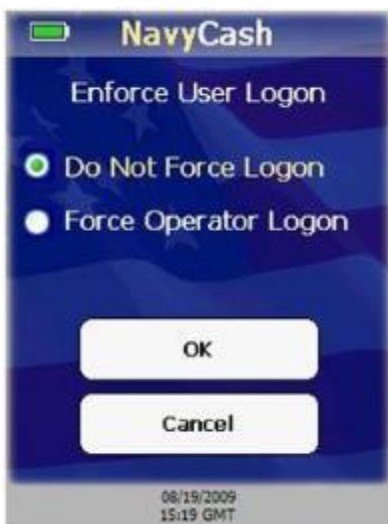 NavyCash
Enforce User Logon
Do Not Force Logon
Force Operator Logon
OK
Cancel
08/19/2009
15:19 GMT